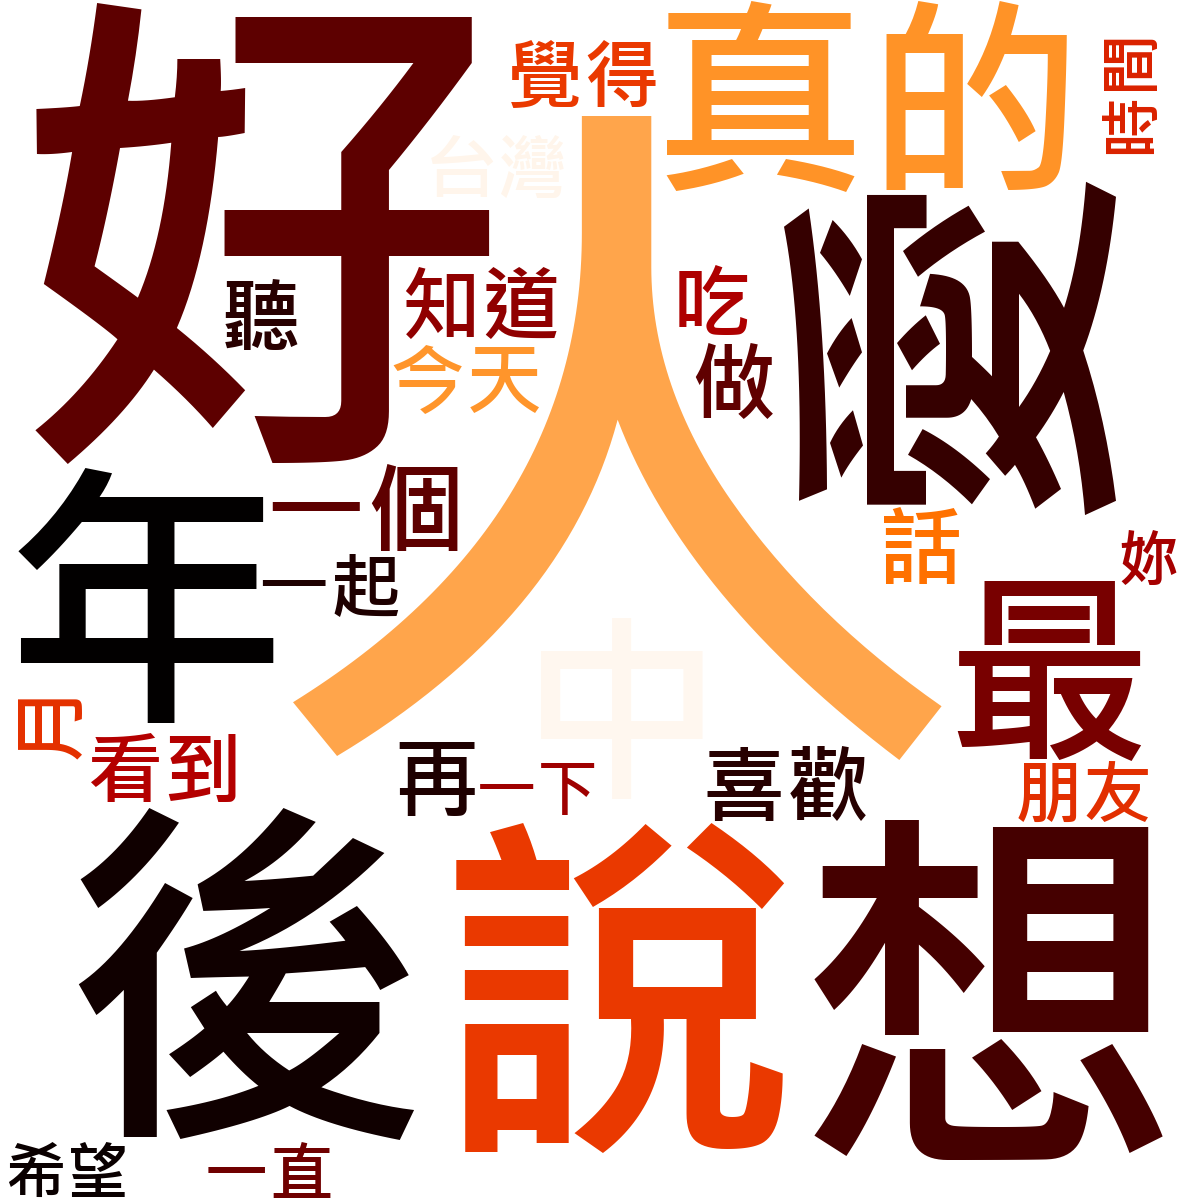 好
覺得
真的
時間
台灣
人
愛
聽
知道
吃
今天
做
年
一個
一起
話
妳
最
中
月
看到
再
一下
喜歡
朋友
後
說
想
希望
一直